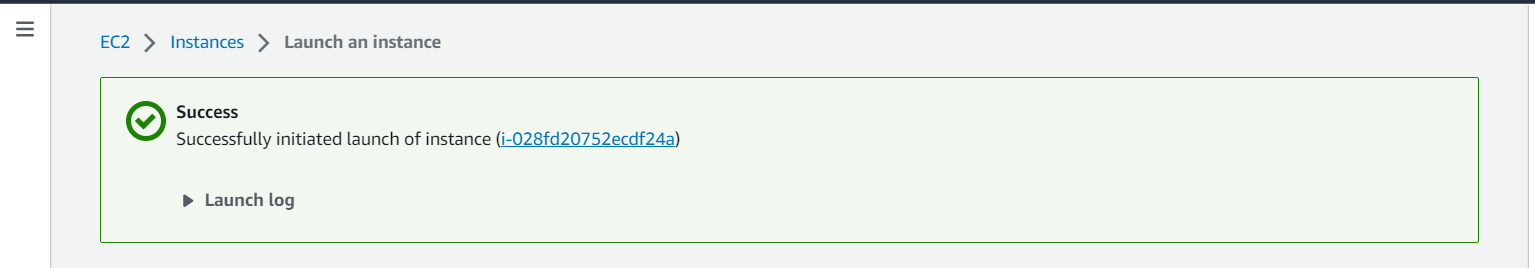 EC2 Instances Launch an instance
Success
Successfully initiated launch of instance (i-028fd20752ecdf24a)
Launch log